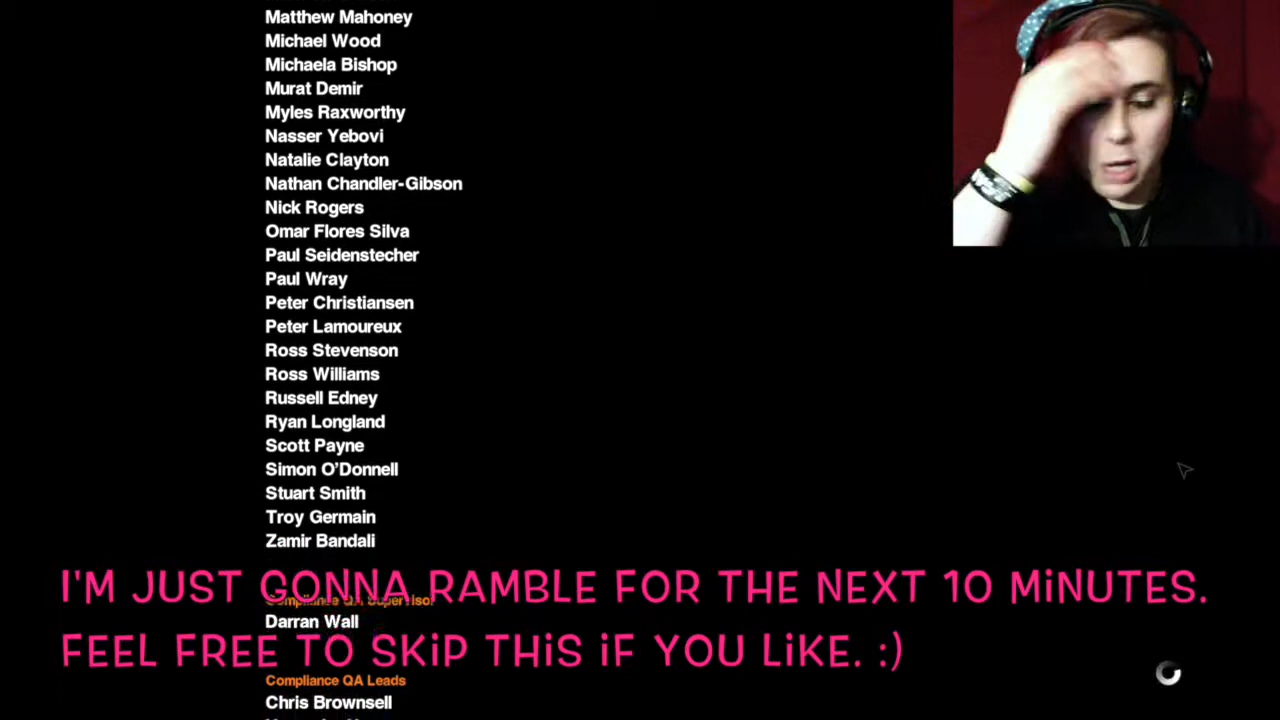 Matthew Mahoney
Michael Wood
Michaela Bishop
Murat Demir
Myles Raxworthy
Nasser Yebovi
Natalie Clayton
Nathan Chandler-Gibson
Nick Rogers
Omar Flores Silva
Paul Seidenstecher
Paul Wray
Peter Christiansen
Peter Lamoureux
Ross Stevenson
Ross Williams
Russell Edney
Ryan Longland
Scott Payne
Simon O'Donnell
Stuart Smith
Troy Germain
Zamir Bandali
I'M JUST GONNA RAMBLE FOR THE NEXT 10 MiNUTES.
Compliance QA Supervisor
Darran Wall
FEEL FREE TO SKiP THiS iF YOU LiKE. :)
Compliance QA Leads
Chris Brownsell